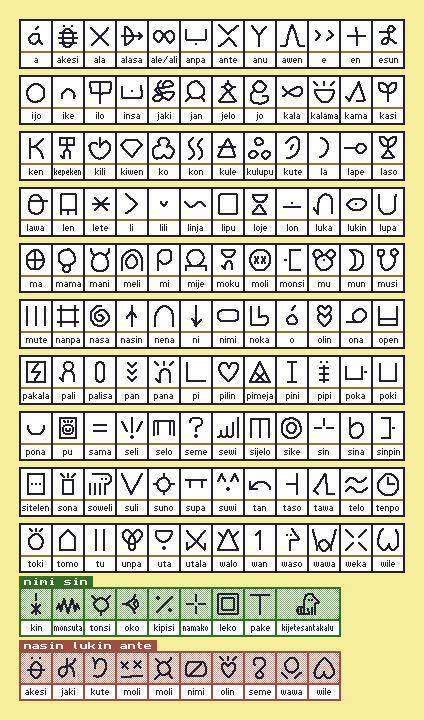 a akesi ala alasa ale/ali anpa ante anu awen e en esun
ijo ike ilo insa jaki jan jelo jo kala kalama kama kasi
ken kepeken kili kiwen ko kon kule kulupu kute la lape laso
lawa len lete li lili linja lipu loje lon luka lukin lupa
ma mama mani meli mi mije moku moli monsi mu mun musi
mute nanpa nasa nasin nena ni nimi noka o olin ona open
pakala pali palisa pan pana pi pilin pimeja pini pipi poka poki
pona pu sama seli selo seme sewi sijelo sike sin sina sinpin
sitelen sona soweli suli suno supa suwi tan taso tawa telo tenpo
toki tomo tu unpa uta utala walo wan waso wawa weka wile
nimi sin
kin monsuta tonsi oko kipisi namako leko pake kijetesantakalu
nasin lukin ante
akesi jaki kute moli moli nimi olin seme wawa wile